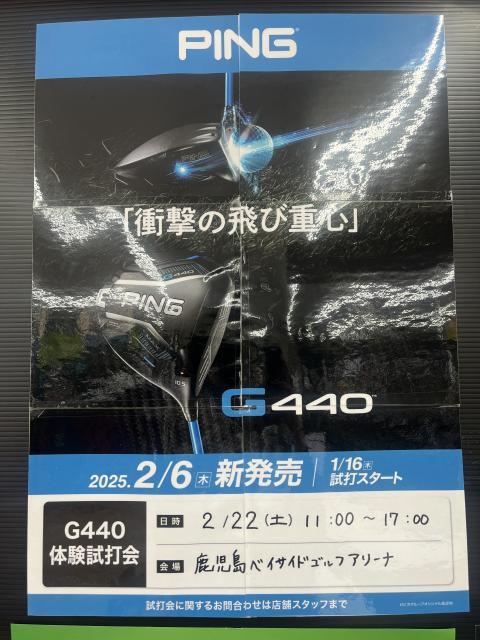 PING
「衝撃の飛び重心」
G440
PING
10.5
G440
2025. 2/6 木 新発売 1/16 木 試打スタート
G440 体験試打会
日時 2/22(土) 11:00 ～ 17:00
会場 鹿児島ベイサイドゴルフアリーナ
試打会に関するお問合わせは店舗スタッフまで